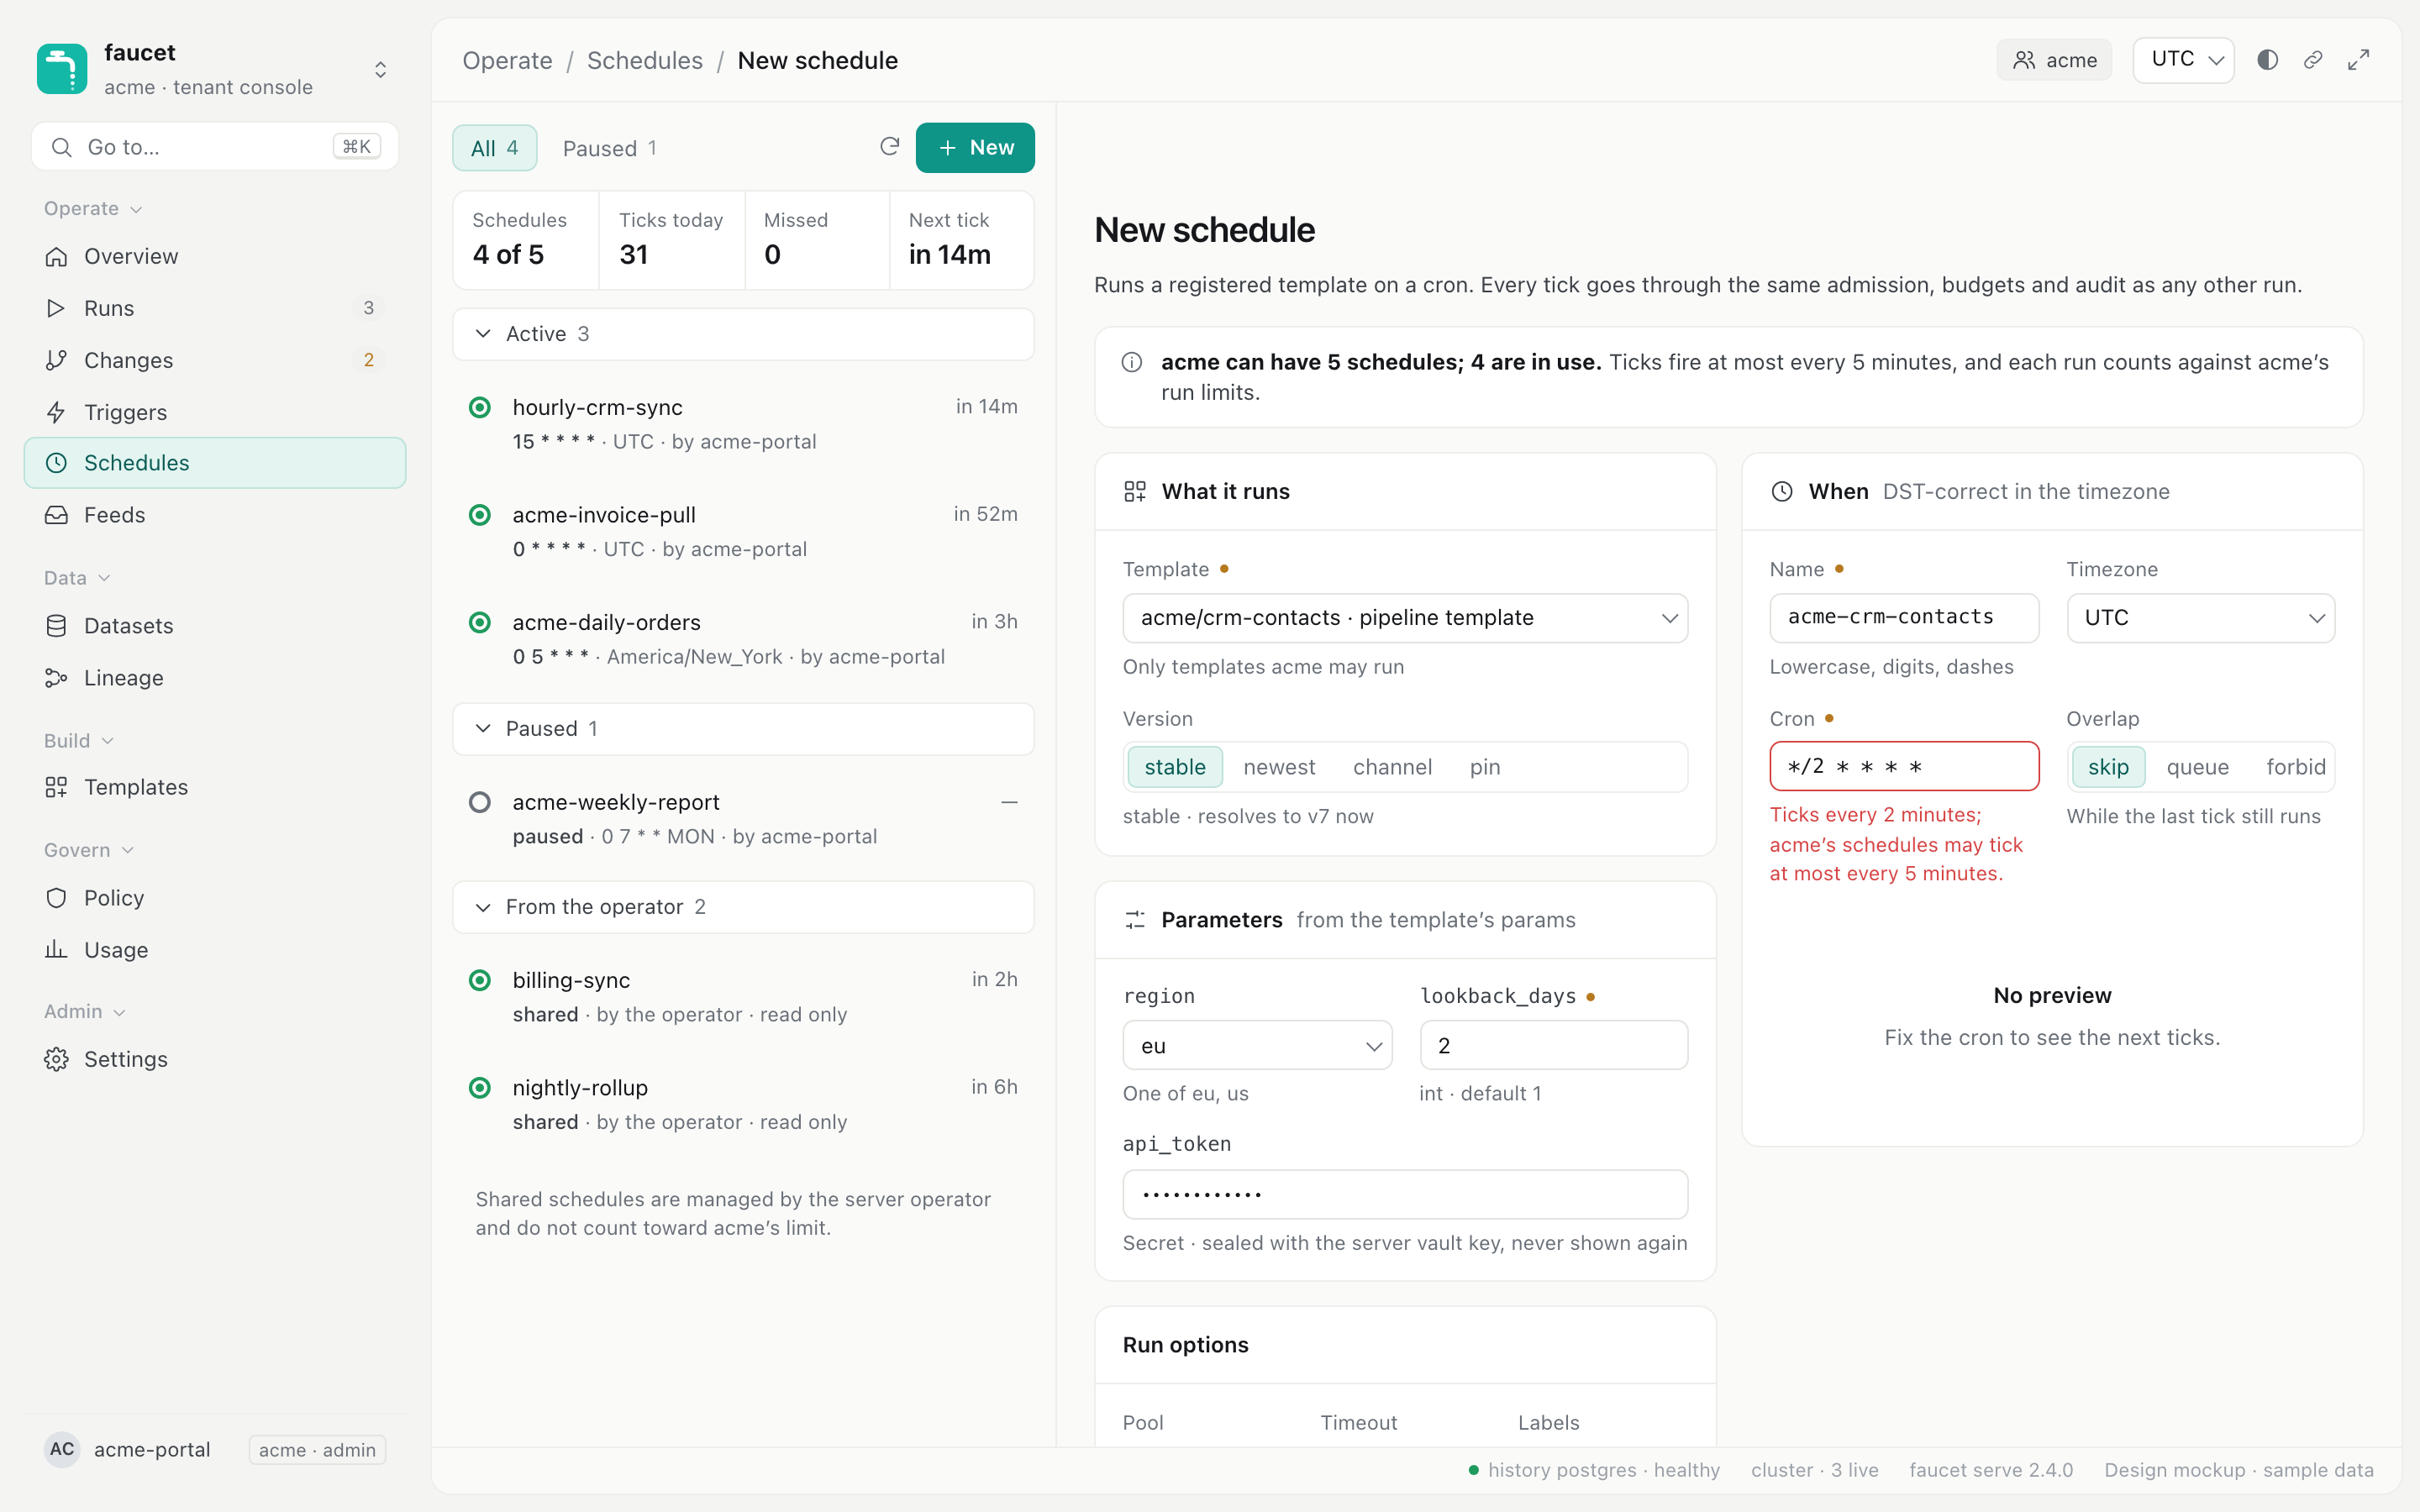 faucet
acme · tenant console
Go to...
⌘K
Operate
Overview
Runs 3
Changes 2
Triggers
Schedules
Feeds
Data
Datasets
Lineage
Build
Templates
Govern
Policy
Usage
Admin
Settings
AC acme-portal acme · admin
Operate / Schedules / New schedule
acme
UTC
All 4 Paused 1
+ New
Schedules Ticks today Missed Next tick
4 of 5 31 0 in 14m
Active 3
hourly-crm-sync in 14m
15 * * * * · UTC · by acme-portal
acme-invoice-pull in 52m
0 * * * * · UTC · by acme-portal
acme-daily-orders in 3h
0 5 * * * · America/New_York · by acme-portal
Paused 1
acme-weekly-report —
paused · 0 7 * * MON · by acme-portal
From the operator 2
billing-sync in 2h
shared · by the operator · read only
nightly-rollup in 6h
shared · by the operator · read only
Shared schedules are managed by the server operator
and do not count toward acme’s limit.
New schedule
Runs a registered template on a cron. Every tick goes through the same admission, budgets and audit as any other run.
acme can have 5 schedules; 4 are in use. Ticks fire at most every 5 minutes, and each run counts against acme’s
run limits.
What it runs
Template
acme/crm-contacts · pipeline template
Only templates acme may run
Version
stable newest channel pin
stable · resolves to v7 now
Parameters from the template’s params
region lookback_days
eu 2
One of eu, us int · default 1
api_token
••••••••••••
Secret · sealed with the server vault key, never shown again
Run options
Pool Timeout Labels
When DST-correct in the timezone
Name Timezone
acme-crm-contacts UTC
Lowercase, digits, dashes
Cron Overlap
*/2 * * * * skip queue forbid
Ticks every 2 minutes;
acme’s schedules may tick
at most every 5 minutes.
While the last tick still runs
No preview
Fix the cron to see the next ticks.
history postgres · healthy cluster · 3 live faucet serve 2.4.0 Design mockup · sample data